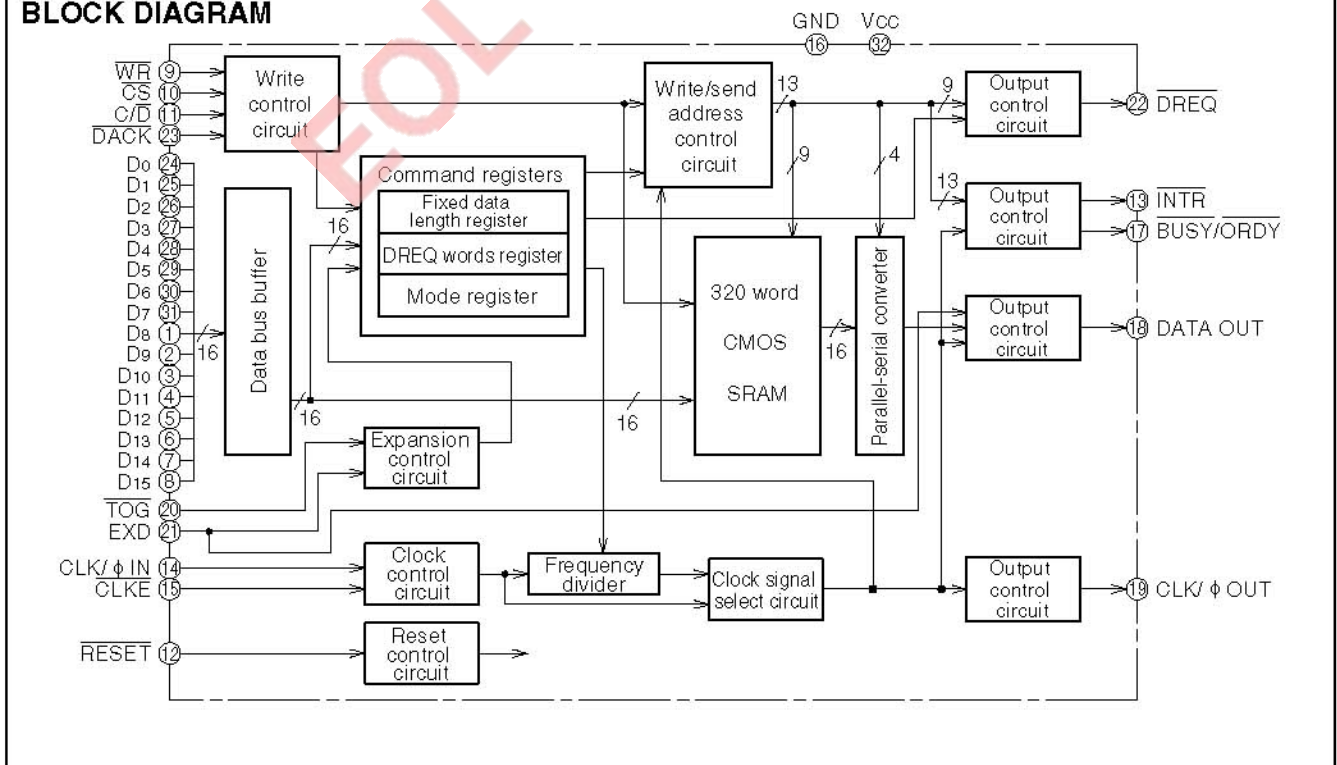 BLOCK DIAGRAM
EOL
GND Vcc
16 32
WR 9
CS 10
C/D 11
DACK 23
D0 24
D1 25
D2 26
D3 27
D4 28
D5 29
D6 30
D7 31
D8 1
D9 2
D10 3
D11 4
D12 5
D13 6
D14 7
D15 8
TOG 20
EXD 21
CLK/ϕ IN 14
CLKE 15
RESET 12
Write
control
circuit
Data bus buffer
16
16
16
16
Command registers
Fixed data
length register
DREQ words register
Mode register
Expansion
control
circuit
Clock
control
circuit
Reset
control
circuit
Frequency
divider
Clock signal
select circuit
Write/send
address
control
circuit
13
9
4
9
13
320 word
CMOS
SRAM
16
Parallel-serial converter
Output
control
circuit
22 DREQ
Output
control
circuit
13 INTR
17 BUSY/ORDY
Output
control
circuit
18 DATA OUT
Output
control
circuit
19 CLK/ϕ OUT